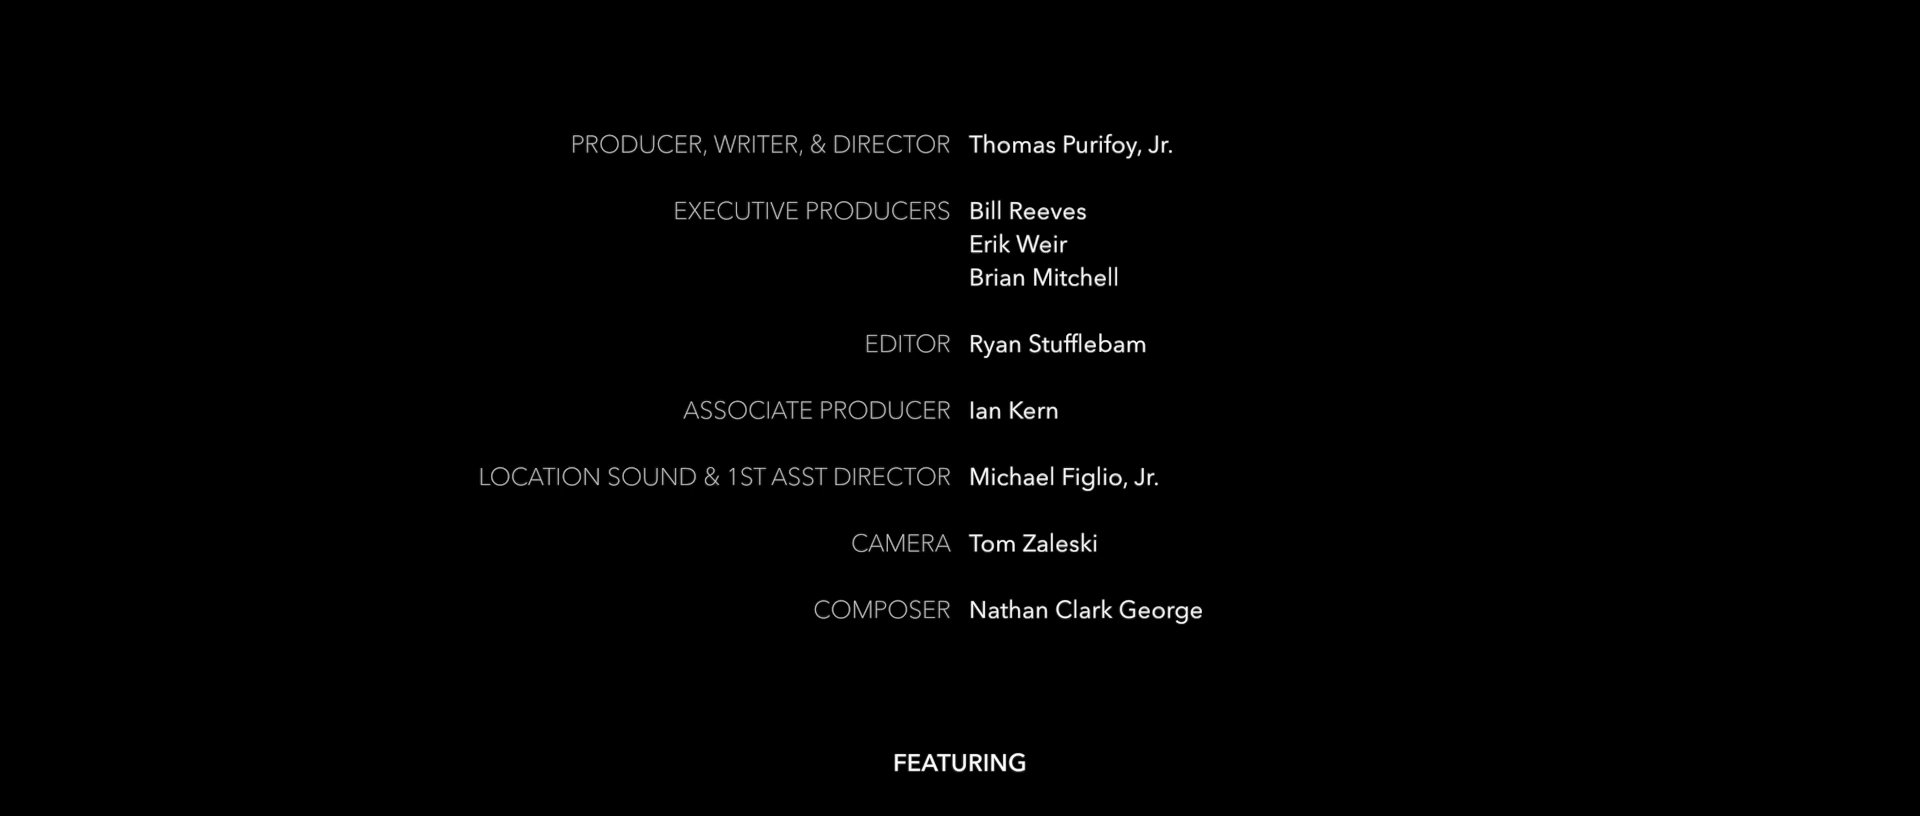 PRODUCER, WRITER, & DIRECTOR Thomas Purifoy, Jr.
EXECUTIVE PRODUCERS Bill Reeves
Erik Weir
Brian Mitchell
EDITOR Ryan Stufflebam
ASSOCIATE PRODUCER Ian Kern
LOCATION SOUND & 1ST ASST DIRECTOR Michael Figlio, Jr.
CAMERA Tom Zaleski
COMPOSER Nathan Clark George
FEATURING